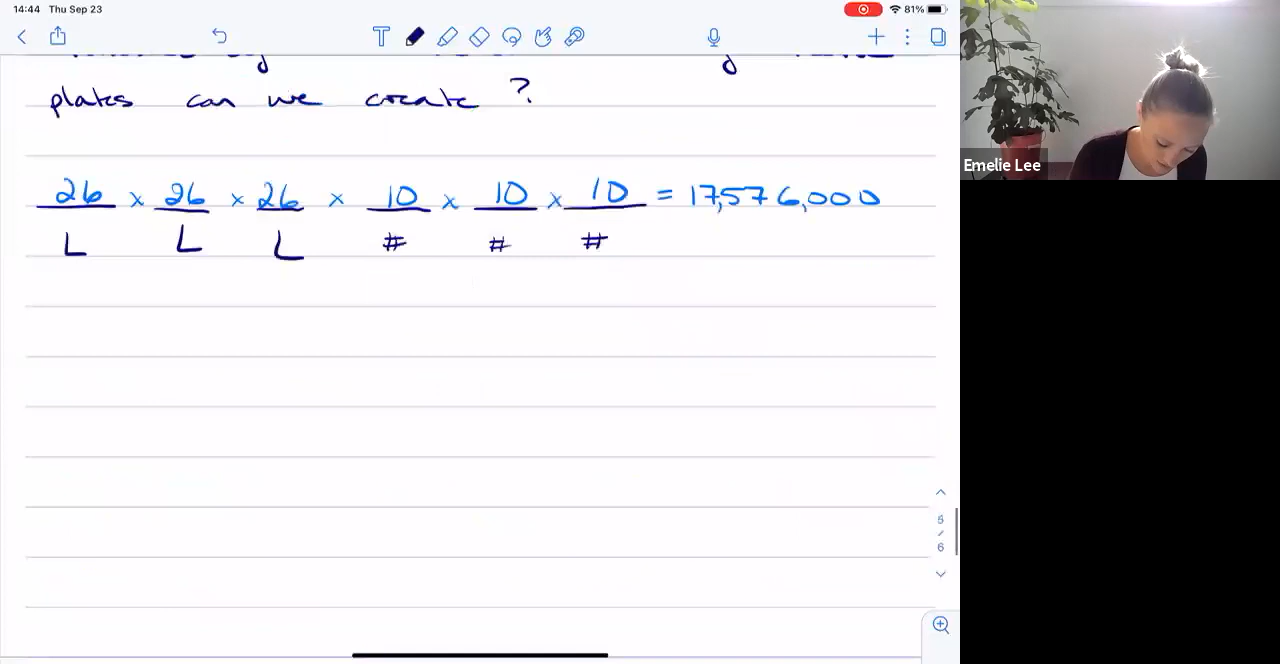 14:44 Thu Sep 23
81%
plates can we create ?
26 x 26 x 26 x 10 x 10 x 10 = 17,576,000
L L L # # #
5
/
6
T
Emelie Lee